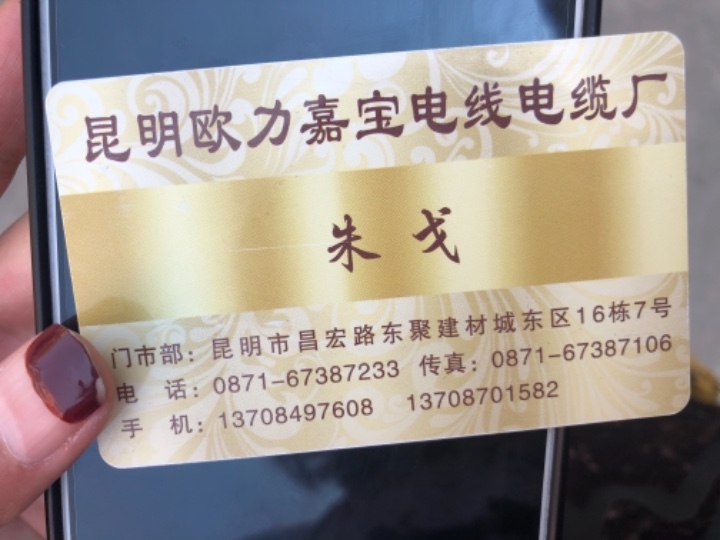 昆明欧力嘉宝电线电缆厂
朱 戈
门市部：昆明市昌宏路东聚建材城东区16栋7号
电 话：0871-67387233 传真：0871-67387106
手 机：13708497608 13708701582